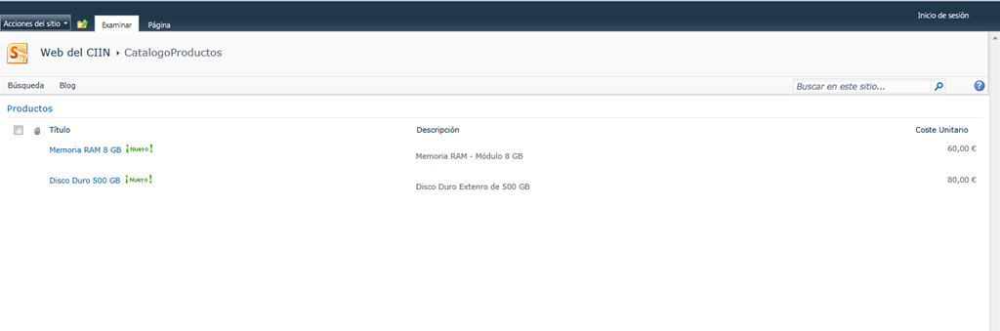 Inicio de sesión
Acciones del sitio
Examinar
Página
Web del CIIN ▸ CatalogoProductos
Búsqueda Blog Buscar en este sitio...
Productos
Título Descripción Coste Unitario
Memoria RAM 8 GB ¡Nuevo! Memoria RAM - Módulo 8 GB 60,00 €
Disco Duro 500 GB ¡Nuevo! Disco Duro Extenro de 500 GB 80,00 €